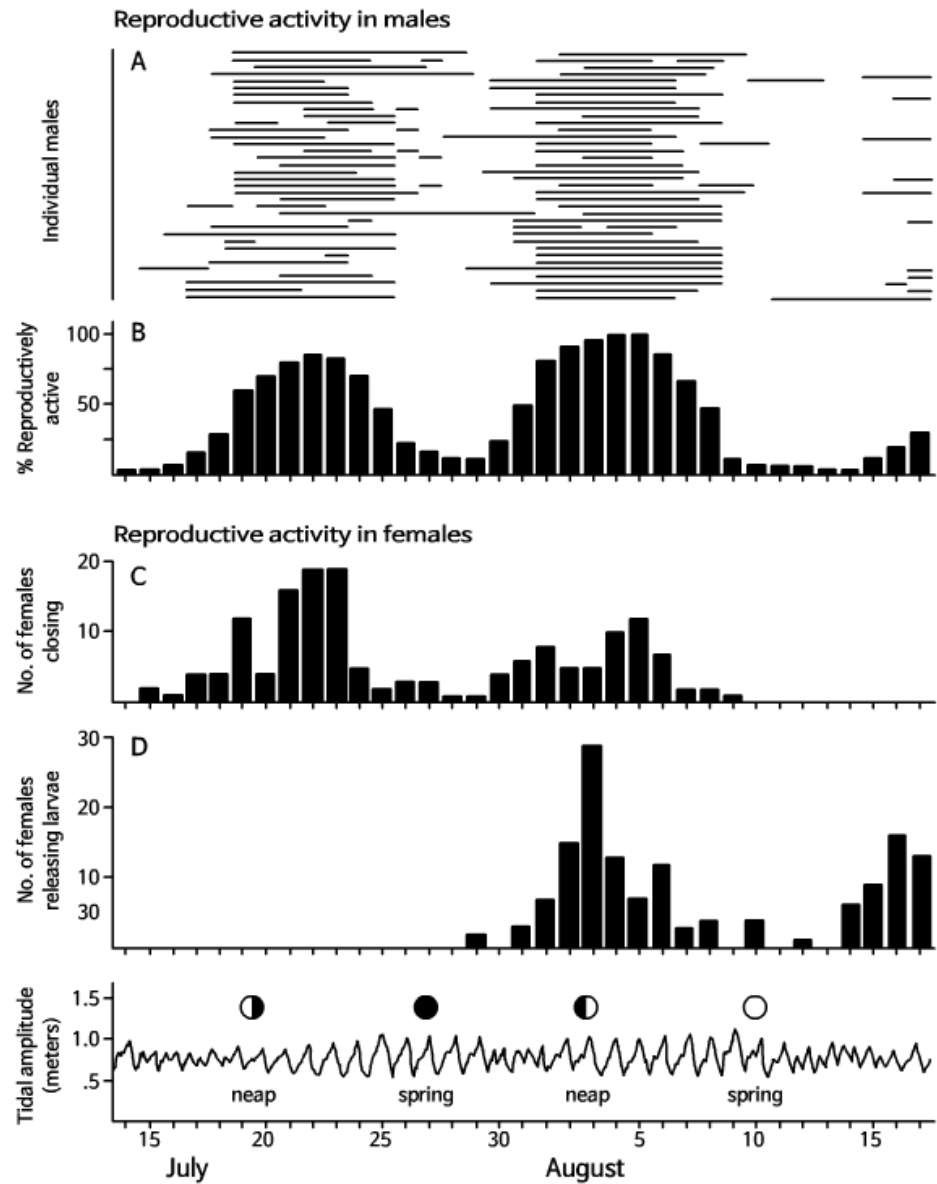 Reproductive activity in males
A
Individual males
B
100
50
% Reproductively
active
Reproductive activity in females
C
20
10
No. of females
closing
D
30
20
10
30
No. of females
releasing larvae
1.5
1.0
.5
Tidal amplitude
(meters)
neap spring neap spring
15 20 25 30 5 10 15
July August